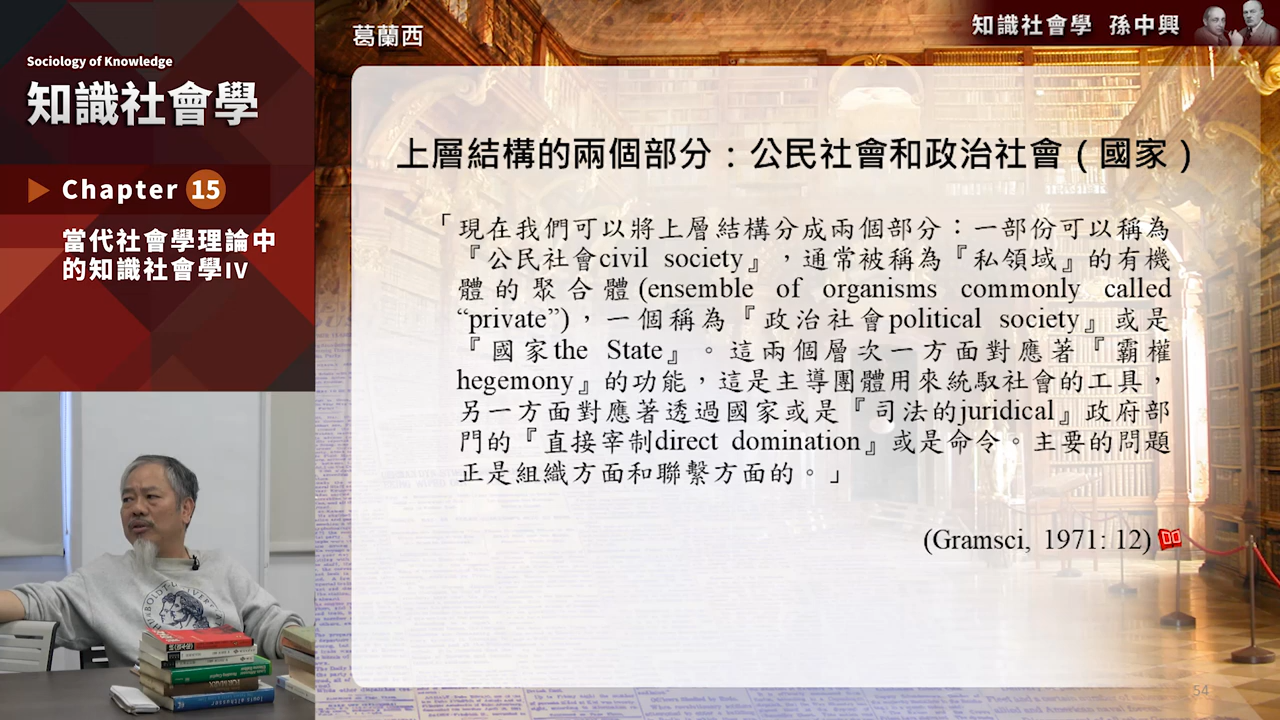 Sociology of Knowledge
知識社會學
Chapter 15
當代社會學理論中
的知識社會學IV
葛蘭西
知識社會學 孫中興
上層結構的兩個部分：公民社會和政治社會（國家）
「現在我們可以將上層結構分成兩個部分：一部份可以稱為
『公民社會civil society』，通常被稱為『私領域』的有機
體的聚合體(ensemble of organisms commonly called
“private”)，一個稱為『政治社會political society』或是
『國家the State』。這兩個層次一方面對應著『霸權
hegemony』的功能，這是主導團體用來統馭社會的工具，
另一方面對應著透過國家或是『司法的juridical』政府部
門的『直接宰制direct domination』或是命令。主要的問題
正是組織方面和聯繫方面的。」
(Gramsci, 1971: 12)
54